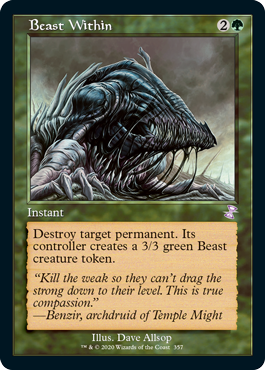 Beast Within 2
Instant
Destroy target permanent. Its
controller creates a 3/3 green Beast
creature token.
“Kill the weak so they can’t drag the
strong down to their level. This is true
compassion.”
—Benzir, archdruid of Temple Might
Illus. Dave Allsop
™ & © 2020 Wizards of the Coast 357